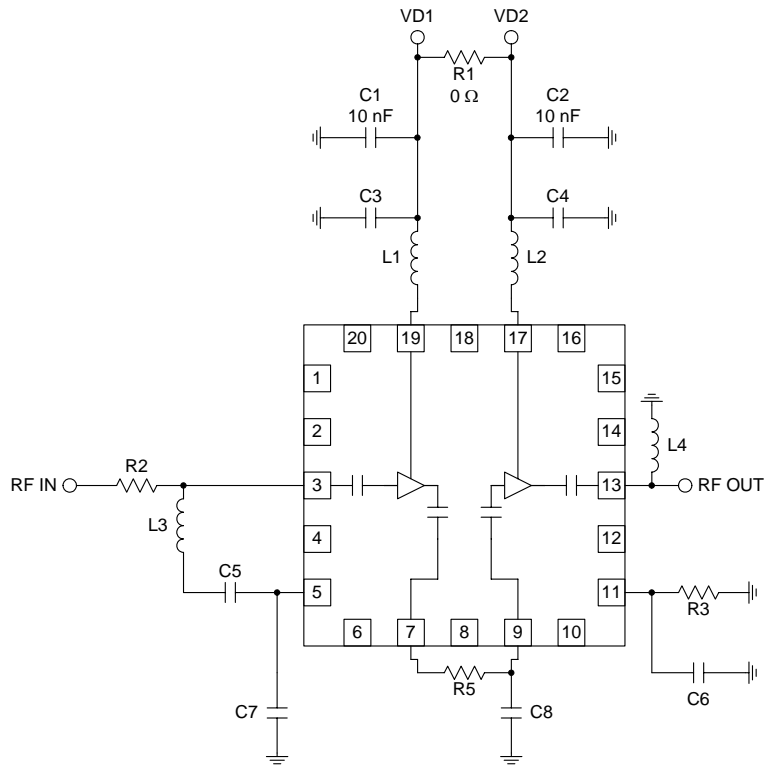 VD1 VD2
R1
0 Ω
C1
10 nF
C2
10 nF
C3
C4
L1
L2
20 19 18 17 16
1
15
2
14
L4
RF IN
R2
3
13
RF OUT
L3
4
12
C5
5
11
R3
6 7 8 9 10
R5
C6
C7
C8